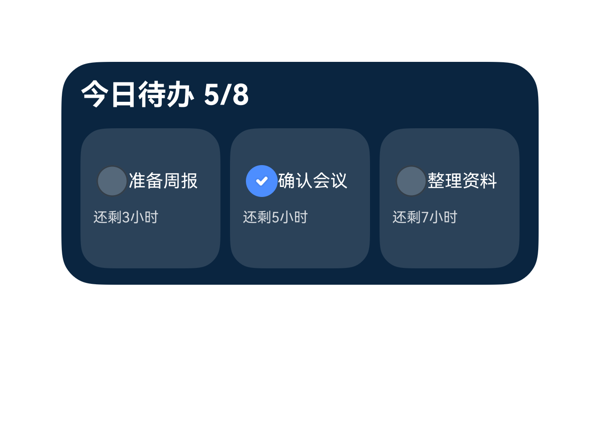 今日待办 5/8
准备周报
还剩3小时
确认会议
还剩5小时
整理资料
还剩7小时